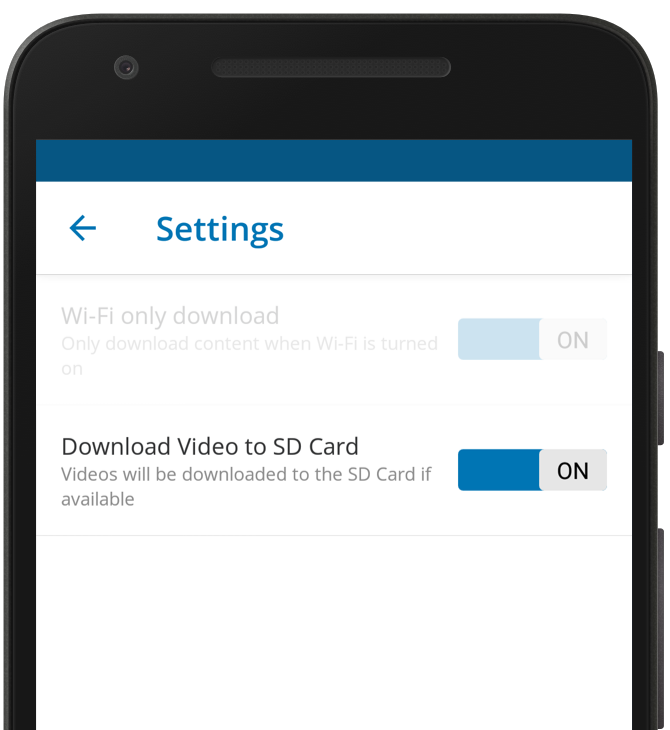 Settings
Wi-Fi only download
Only download content when Wi-Fi is turned
on
ON
Download Video to SD Card
Videos will be downloaded to the SD Card if
available
ON